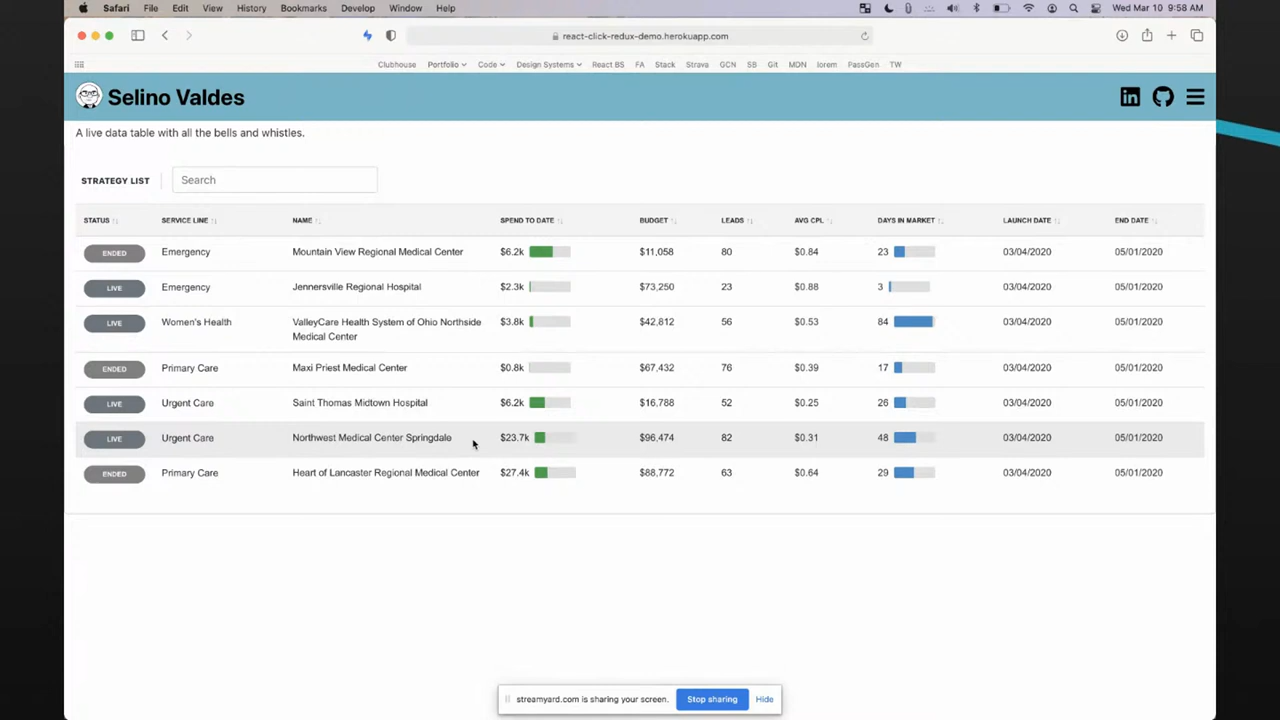 Safari File Edit View History Bookmarks Develop Window Help Wed Mar 10 9:58 AM
react-click-redux-demo.herokuapp.com
Clubhouse Portfolio Code Design Systems React BS FA Stack Strava GCN SB Git MDN lorem PassGen TW
Selino Valdes
A live data table with all the bells and whistles.
STRATEGY LIST Search
STATUS SERVICE LINE NAME SPEND TO DATE BUDGET LEADS AVG CPL DAYS IN MARKET LAUNCH DATE END DATE
ENDED Emergency Mountain View Regional Medical Center $6.2k $11,058 80 $0.84 23 03/04/2020 05/01/2020
LIVE Emergency Jennersville Regional Hospital $2.3k $73,250 23 $0.88 3 03/04/2020 05/01/2020
LIVE Women's Health ValleyCare Health System of Ohio Northside $3.8k $42,812 56 $0.53 84 03/04/2020 05/01/2020
Medical Center
ENDED Primary Care Maxi Priest Medical Center $0.8k $67,432 76 $0.39 17 03/04/2020 05/01/2020
LIVE Urgent Care Saint Thomas Midtown Hospital $6.2k $16,788 52 $0.25 26 03/04/2020 05/01/2020
LIVE Urgent Care Northwest Medical Center Springdale $23.7k $96,474 82 $0.31 48 03/04/2020 05/01/2020
ENDED Primary Care Heart of Lancaster Regional Medical Center $27.4k $88,772 63 $0.64 29 03/04/2020 05/01/2020
streamyard.com is sharing your screen. Stop sharing Hide